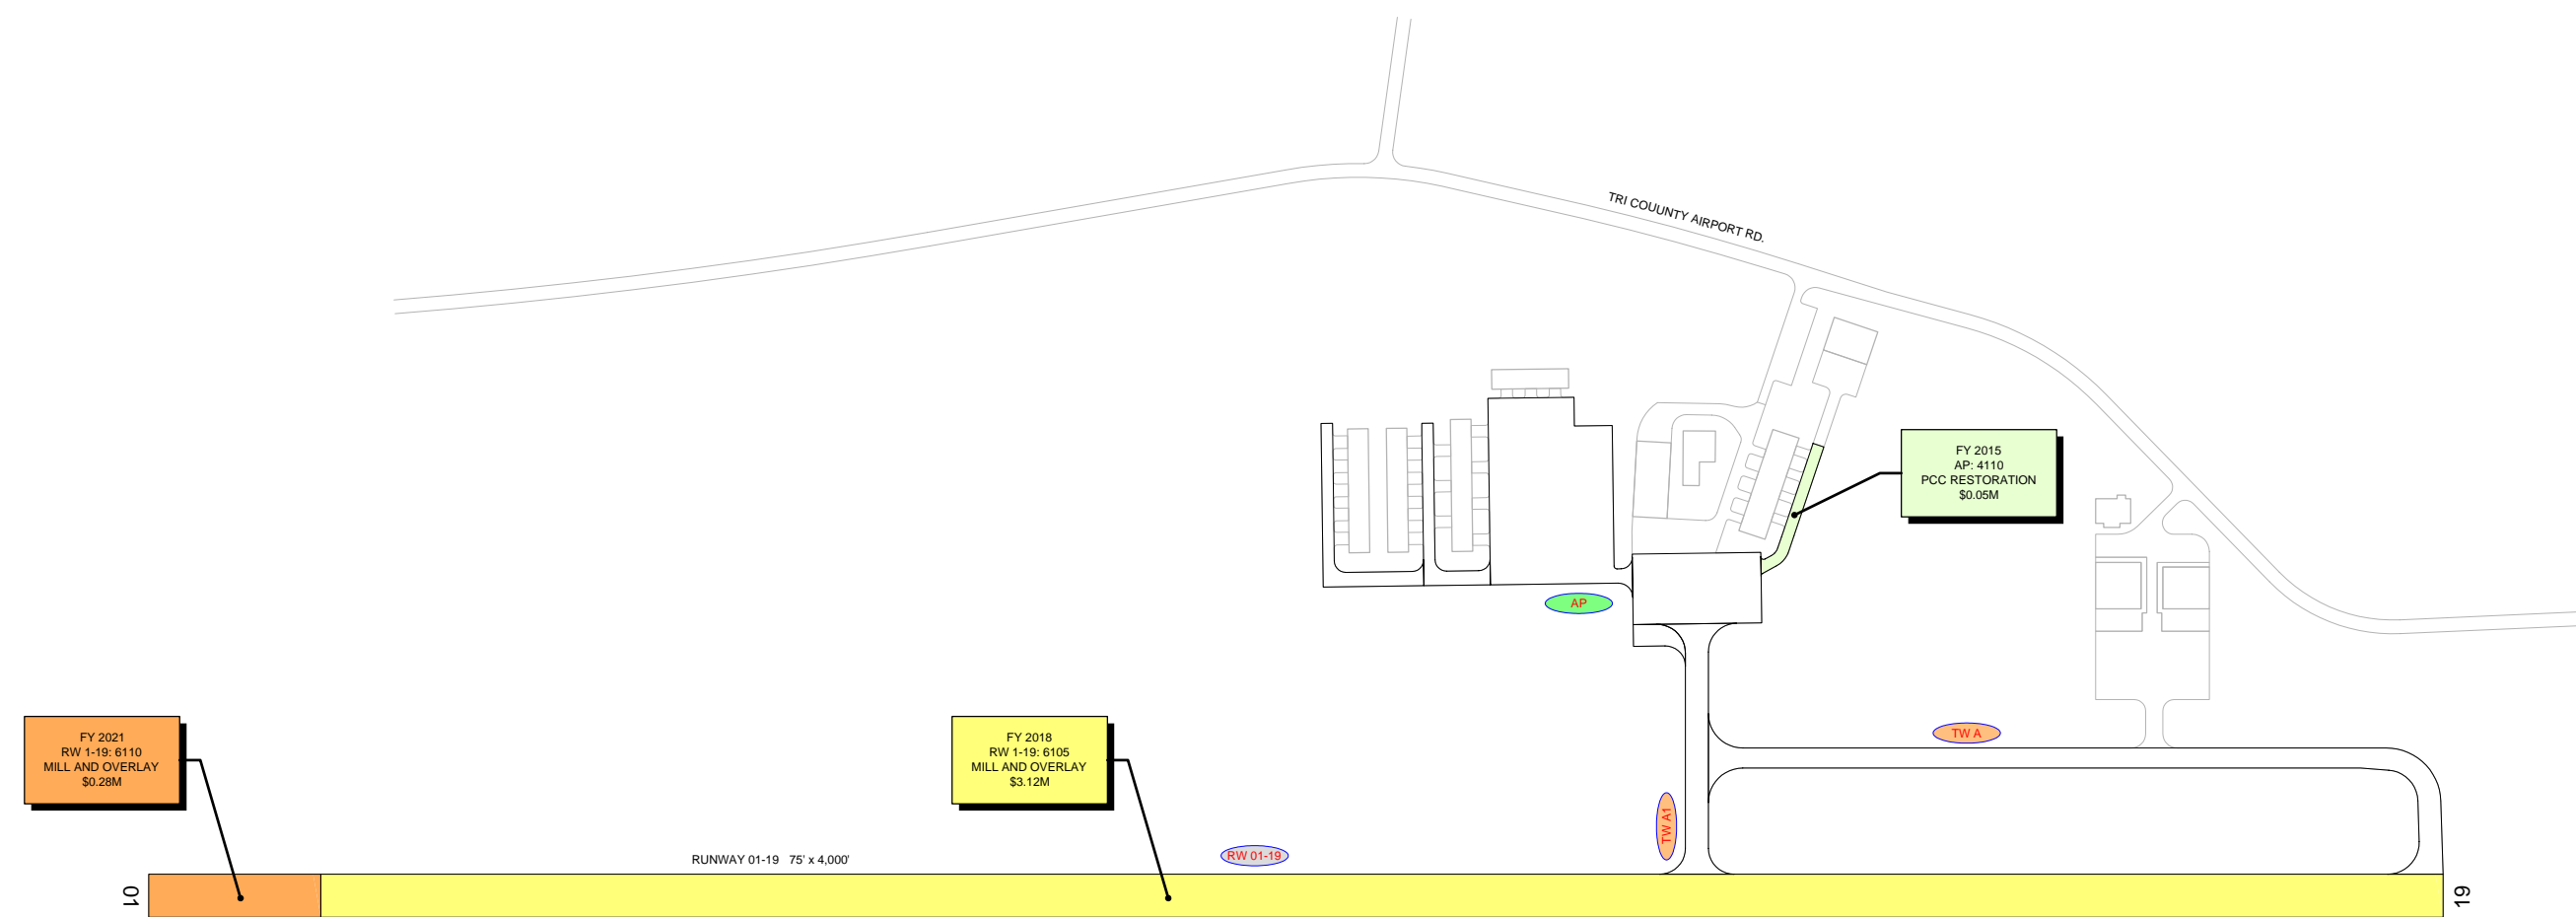 TRI COUUNTY AIRPORT RD.
FY 2015
AP: 4110
PCC RESTORATION
$0.05M
AP
FY 2021
RW 1-19: 6110
MILL AND OVERLAY
$0.28M
FY 2018
RW 1-19: 6105
MILL AND OVERLAY
$3.12M
TW A
TW A1
RUNWAY 01-19 75' x 4,000'
RW 01-19
01
19